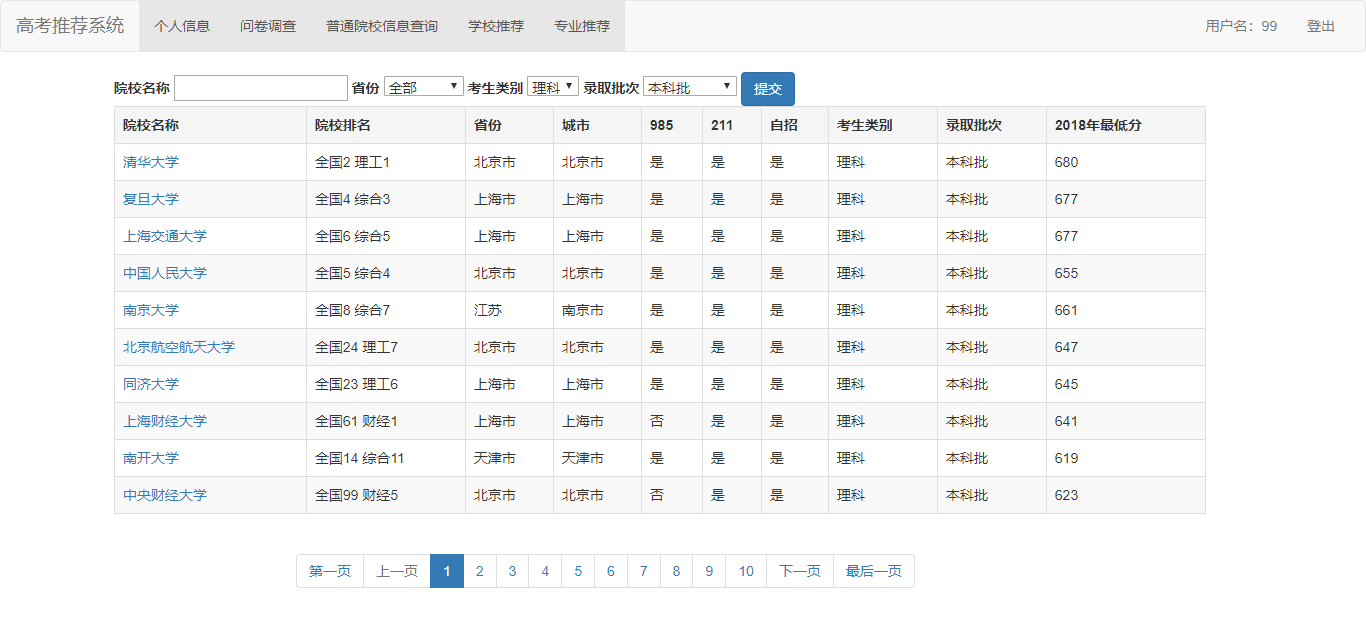 高考推荐系统 个人信息 问卷调查 普通院校信息查询 学校推荐 专业推荐 用户名：99 登出
院校名称 省份 全部 考生类别 理科 录取批次 本科批 提交
院校名称 院校排名 省份 城市 985 211 自招 考生类别 录取批次 2018年最低分
清华大学 全国2 理工1 北京市 北京市 是 是 是 理科 本科批 680
复旦大学 全国4 综合3 上海市 上海市 是 是 是 理科 本科批 677
上海交通大学 全国6 综合5 上海市 上海市 是 是 是 理科 本科批 677
中国人民大学 全国5 综合4 北京市 北京市 是 是 是 理科 本科批 655
南京大学 全国8 综合7 江苏 南京市 是 是 是 理科 本科批 661
北京航空航天大学 全国24 理工7 北京市 北京市 是 是 是 理科 本科批 647
同济大学 全国23 理工6 上海市 上海市 是 是 是 理科 本科批 645
上海财经大学 全国61 财经1 上海市 上海市 否 是 是 理科 本科批 641
南开大学 全国14 综合11 天津市 天津市 是 是 是 理科 本科批 619
中央财经大学 全国99 财经5 北京市 北京市 否 是 是 理科 本科批 623
第一页 上一页 1 2 3 4 5 6 7 8 9 10 下一页 最后一页